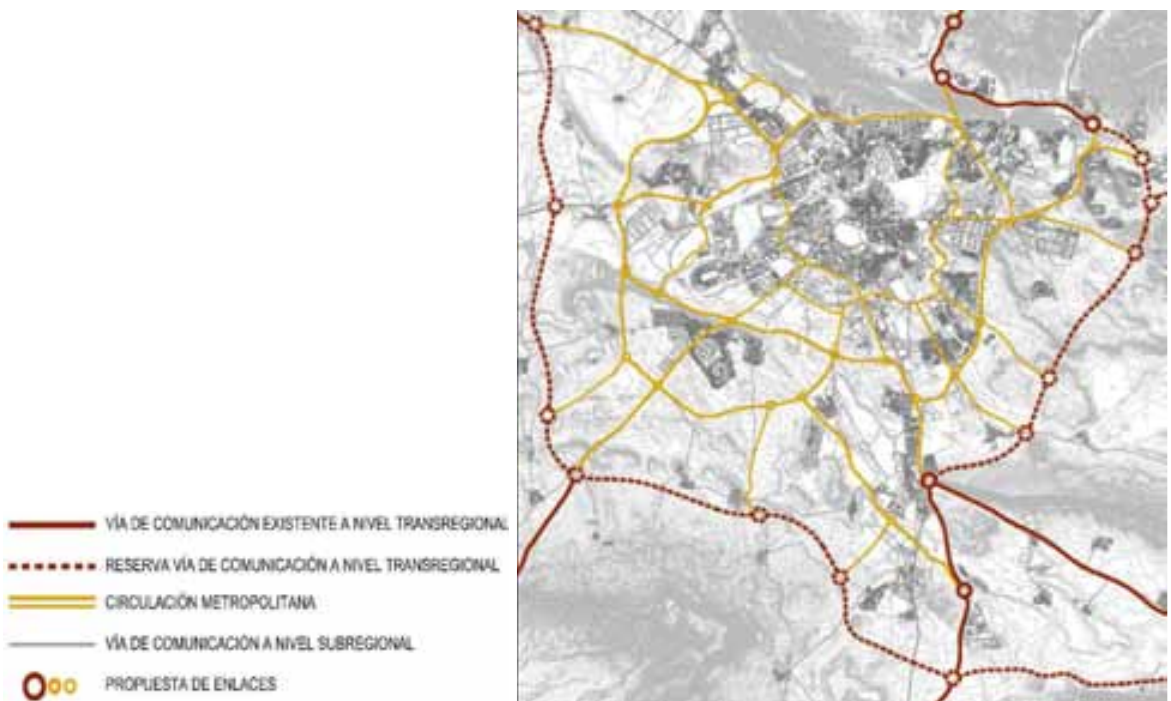 VÍA DE COMUNICACIÓN EXISTENTE A NIVEL TRANSREGIONAL
RESERVA VÍA DE COMUNICACIÓN A NIVEL TRANSREGIONAL
CIRCULACIÓN METROPOLITANA
VÍA DE COMUNICACIÓN A NIVEL SUBREGIONAL
PROPUESTA DE ENLACES